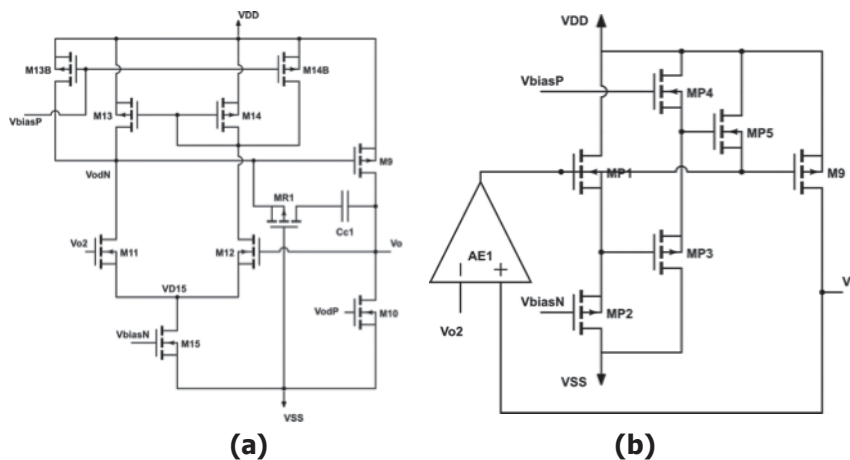 VDD
M13B
M14B
VbiasP
M13
M14
M9
VodN
MR1
Cc1
Vo2
M11
M12
Vo
VD15
VodP
M10
VbiasN
M15
VSS
(a)
VDD
VbiasP
MP4
MP5
MP1
M9
AE1
MP3
V
VbiasN
MP2
Vo2
VSS
(b)